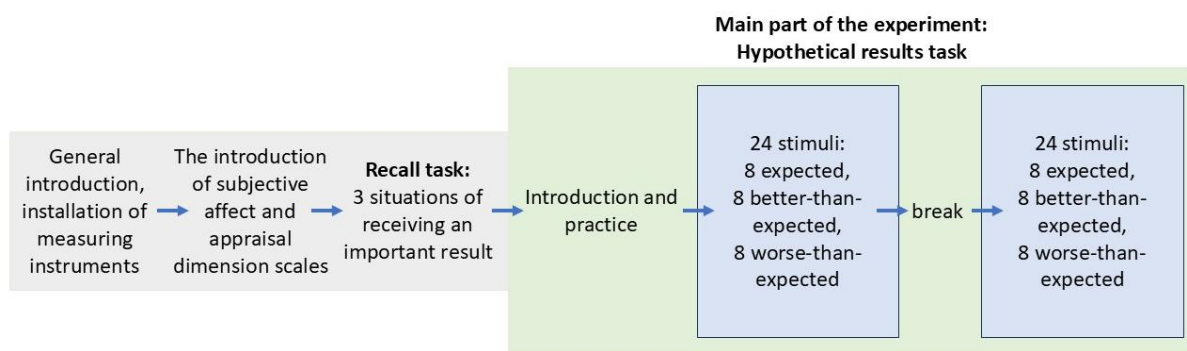 Main part of the experiment:
Hypothetical results task
General
introduction,
installation of
measuring
instruments
The introduction
of subjective
affect and
appraisal
dimension scales
Recall task:
3 situations of
receiving an
important result
Introduction and
practice
24 stimuli:
8 expected,
8 better-than-
expected,
8 worse-than-
expected
break
24 stimuli:
8 expected,
8 better-than-
expected,
8 worse-than-
expected